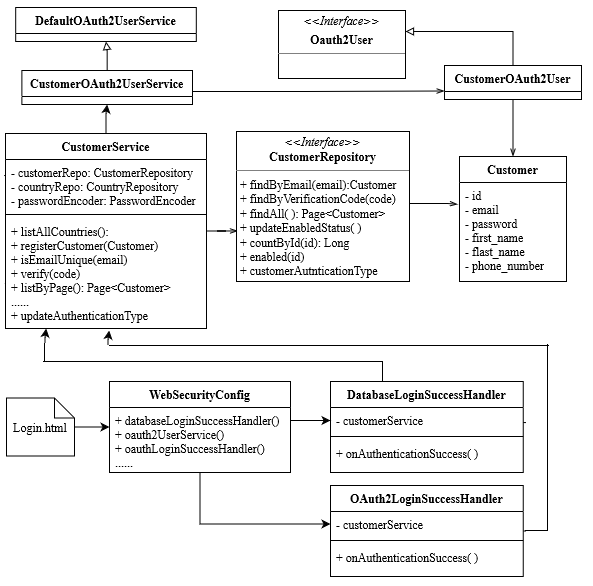 DefaultOAuth2UserService
<<Interface>>
Oauth2User
CustomerOAuth2UserService
CustomerOAuth2User
CustomerService
- customerRepo: CustomerRepository
- countryRepo: CountryRepository
- passwordEncoder: PasswordEncoder
+ listAllCountries():
+ registerCustomer(Customer)
+ isEmailUnique(email)
+ verify(code)
+ listByPage(): Page<Customer>
......
+ updateAuthenticationType
<<Interface>>
CustomerRepository
+ findByEmail(email):Customer
+ findByVerificationCode(code)
+ findAll( ): Page<Customer>
+ updateEnabledStatus( )
+ countById(id): Long
+ enabled(id)
+ customerAutnticationType
Customer
- id
- email
- password
- first_name
- flast_name
- phone_number
Login.html
WebSecurityConfig
+ databaseLoginSuccessHandler()
+ oauth2UserService()
+ oauthLoginSuccessHandler()
......
DatabaseLoginSuccessHandler
- customerService
+ onAuthenticationSuccess( )
OAuth2LoginSuccessHandler
- customerService
+ onAuthenticationSuccess( )